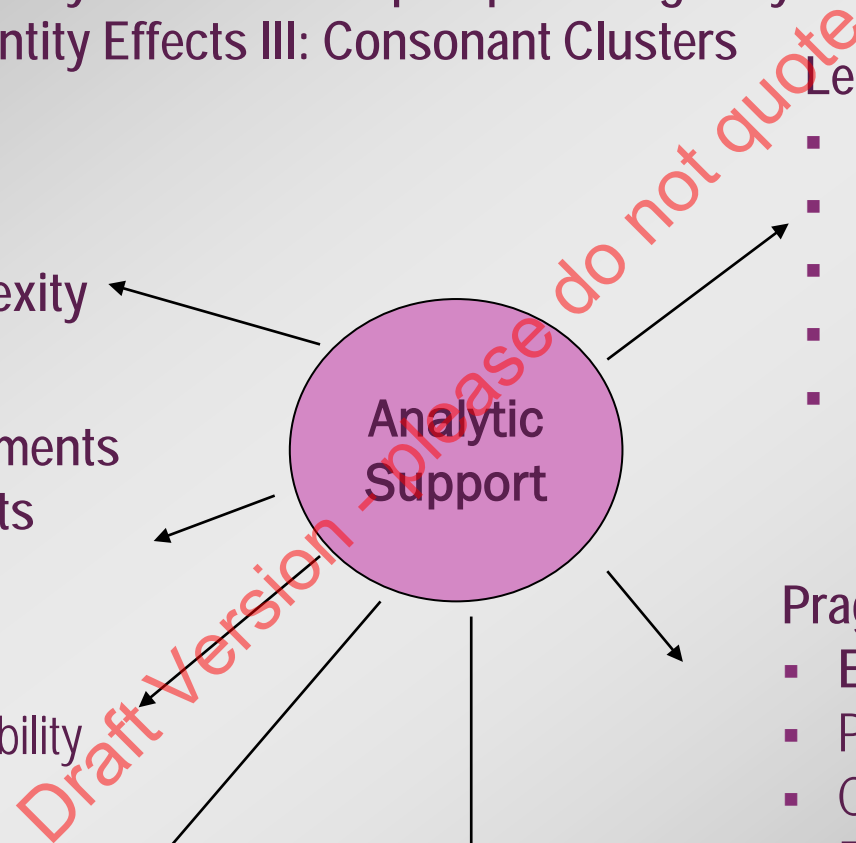 ntity Effects III: Consonant Clusters
Le
exity
Analytic
Support
ments
ts
Prag
bility
E
P
C
Draft Version - please do not quote